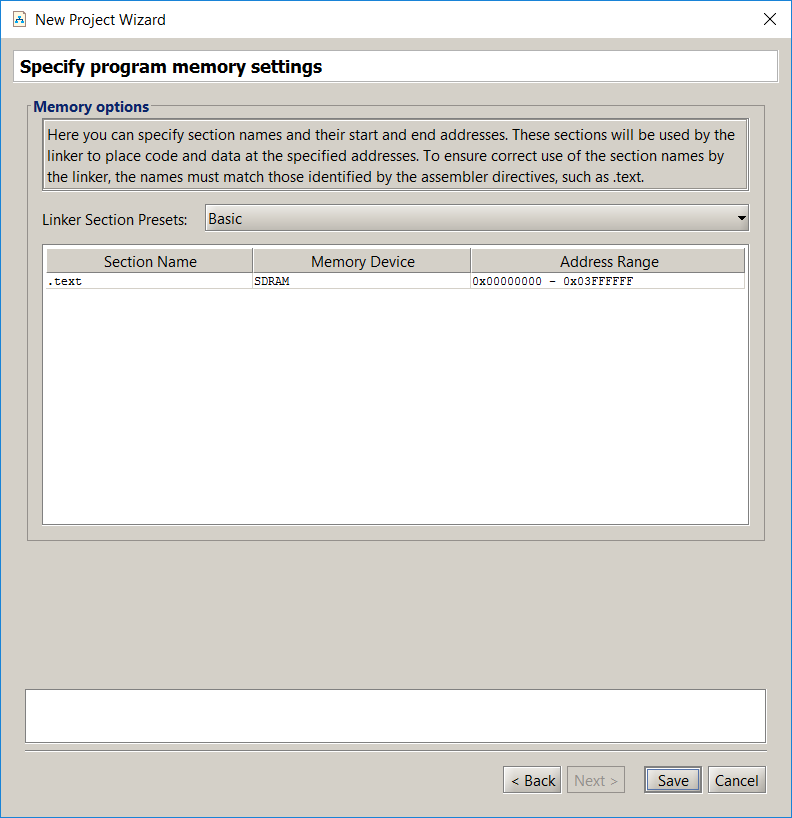 New Project Wizard
Specify program memory settings
Memory options
Here you can specify section names and their start and end addresses. These sections will be used by the
linker to place code and data at the specified addresses. To ensure correct use of the section names by
the linker, the names must match those identified by the assembler directives, such as .text.
Linker Section Presets: Basic
Section Name Memory Device Address Range
.text SDRAM 0x00000000 - 0x03FFFFFF
< Back Next > Save Cancel